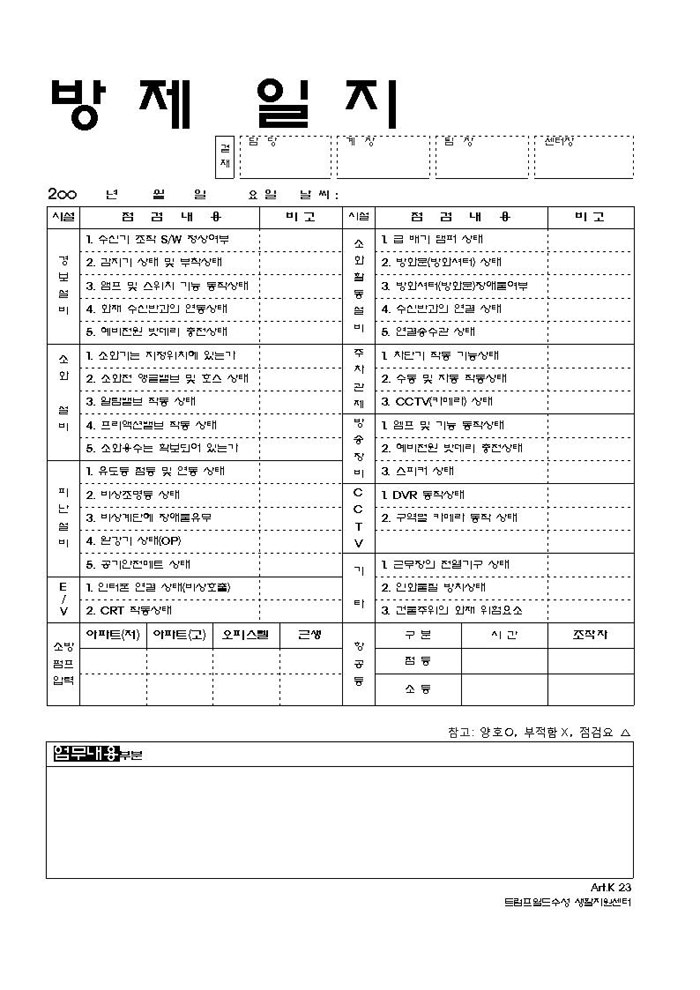 방 제 일 지
결재 담 당 계 장 팀 장 센터장
200 년 월 일 요일 날 씨 :
시설 점 검 내 용 비 고 시설 점 검 내 용 비 고
경보설비
1. 수신기 조작 S/W 정상여부
2. 감지기 상태 및 부착상태
3. 앰프 및 스위치 기능 동작상태
4. 화재 수신반과의 연동상태
5. 예비전원 밧데리 충전상태
소화 설비
1. 소화기는 지정위치에 있는가
2. 소화전 앵글밸브 및 호스 상태
3. 알람밸브 작동 상태
4. 프리액션밸브 작동 상태
5. 소화용수는 확보되어 있는가
피난설비
1. 유도등 점등 및 연동 상태
2. 비상조명등 상태
3. 비상계단에 장애물유무
4. 완강기 상태(OP)
5. 공기안전매트 상태
E/V
1. 인터폰 연결 상태(비상호출)
2. CRT 작동상태
소방펌프압력
아파트(저) 아파트(고) 오피스텔 근생
소화활동설비
1. 급 배기 댐퍼 상태
2. 방화문(방화셔터) 상태
3. 방화셔터(방화문)장애물여부
4. 수신반과의 연결 상태
5. 연결송수관 상태
주차관제
1. 차단기 작동 기능상태
2. 수동 및 자동 작동상태
3. CCTV(카메라) 상태
방송장비
1. 앰프 및 기능 동작상태
2. 예비전원 밧데리 충전상태
3. 스피커 상태
CCTV
1. DVR 동작상태
2. 구역별 카메라 동작 상태
기 타
1. 근무장의 전열기구 상태
2. 인화물질 방치상태
3. 건물주위의 화재 위험요소
항공등
구 분 시 간 조작자
점 등
소 등
참고: 양호O, 부적합X, 점검요 △
업무내용부분
Art.K 23
트럼프월드수성 생활지원센터